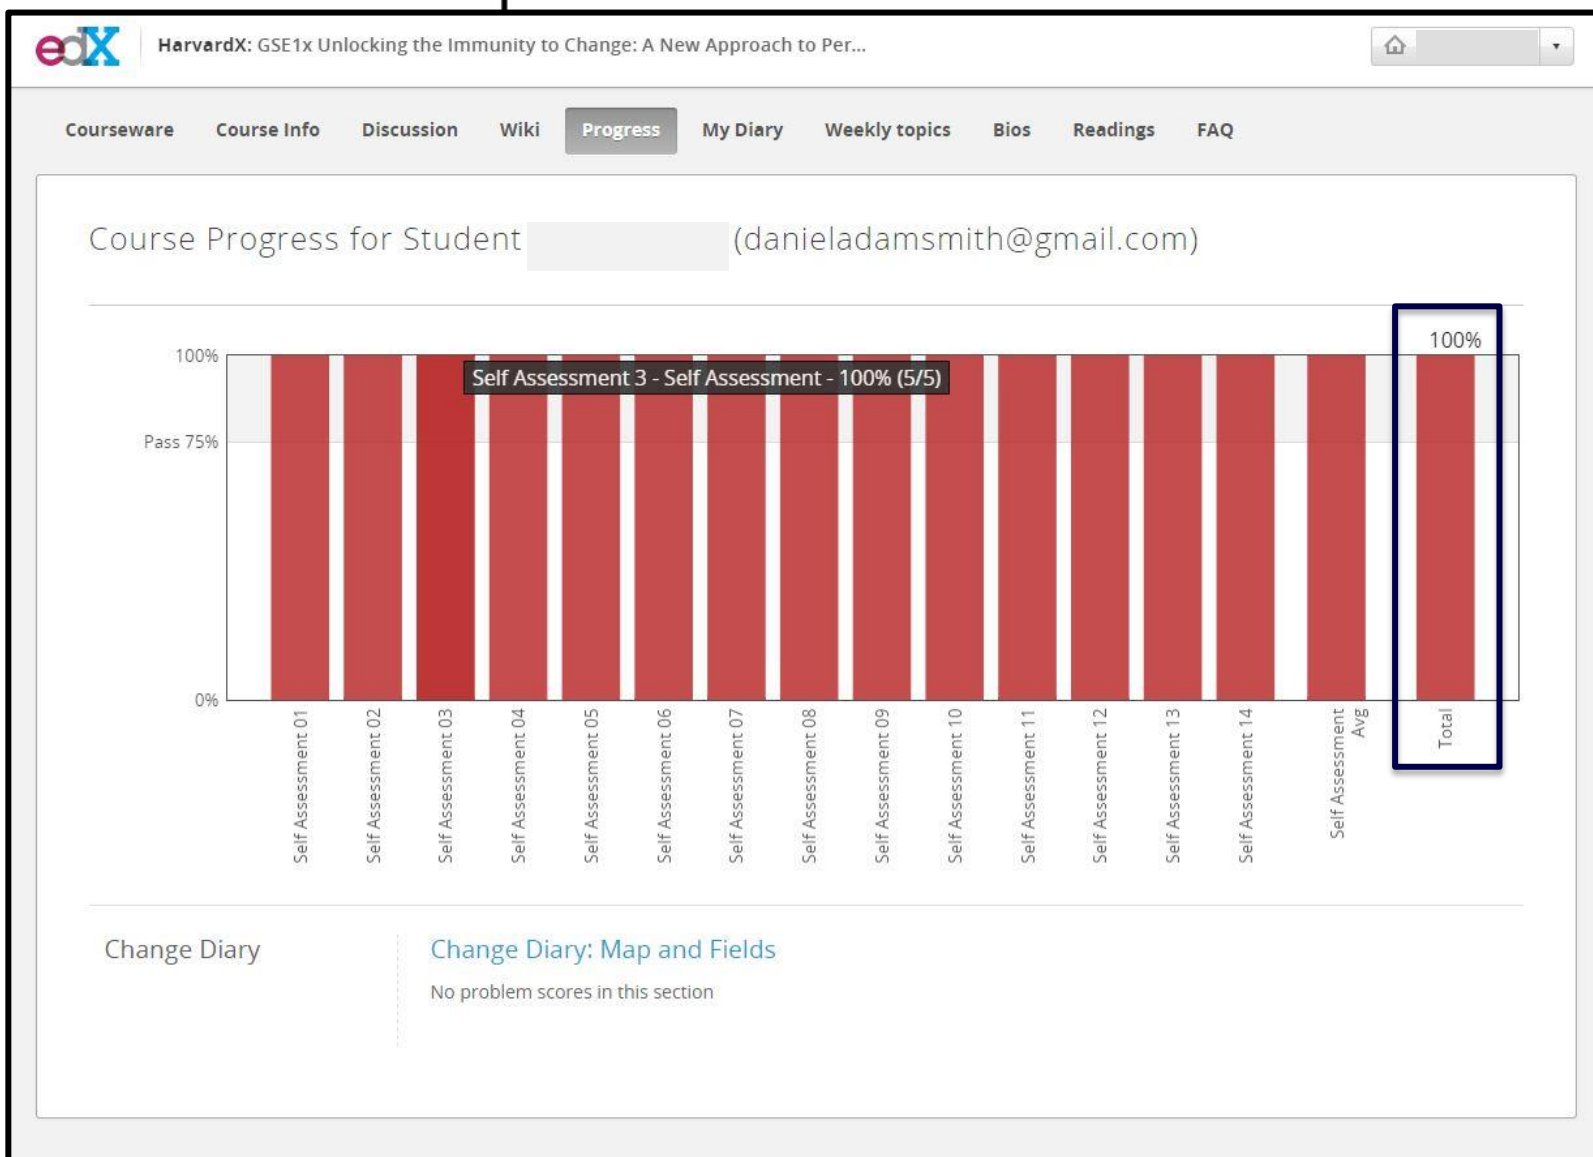 edX
HarvardX: GSE1x Unlocking the Immunity to Change: A New Approach to Per...
Courseware Course Info Discussion Wiki Progress My Diary Weekly topics Bios Readings FAQ
Course Progress for Student (danieladamsmith@gmail.com)
100%
100%
Self Assessment 3 - Self Assessment - 100% (5/5)
Pass 75%
0%
Self Assessment 01
Self Assessment 02
Self Assessment 03
Self Assessment 04
Self Assessment 05
Self Assessment 06
Self Assessment 07
Self Assessment 08
Self Assessment 09
Self Assessment 10
Self Assessment 11
Self Assessment 12
Self Assessment 13
Self Assessment 14
Self Assessment
Avg
Total
Change Diary
Change Diary: Map and Fields
No problem scores in this section